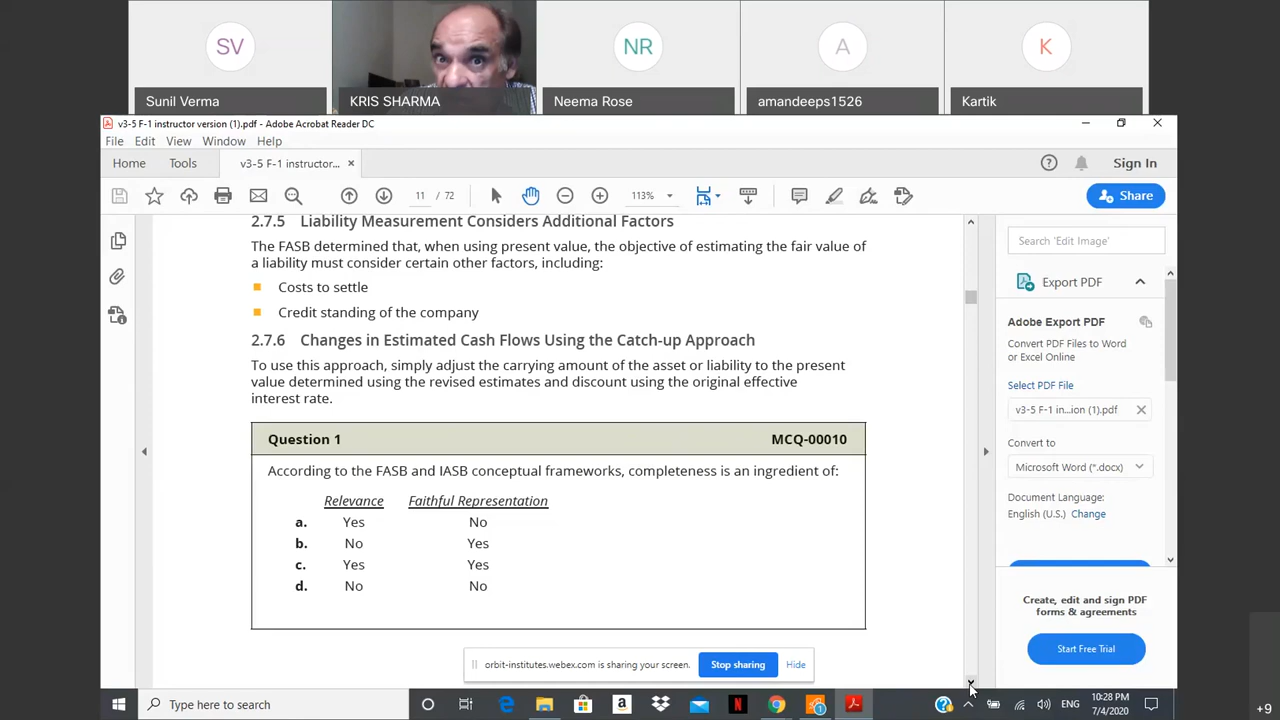 SV
NR
A
K
Sunil Verma
KRIS SHARMA
Neema Rose
amandeeps1526
Kartik
v3-5 F-1 instructor version (1).pdf - Adobe Acrobat Reader DC
File Edit View Window Help
Home Tools v3-5 F-1 instructor... × Sign In
11 / 72 113% Share
2.7.5 Liability Measurement Considers Additional Factors
The FASB determined that, when using present value, the objective of estimating the fair value of
a liability must consider certain other factors, including:
Costs to settle
Credit standing of the company
2.7.6 Changes in Estimated Cash Flows Using the Catch-up Approach
To use this approach, simply adjust the carrying amount of the asset or liability to the present
value determined using the revised estimates and discount using the original effective
interest rate.
Question 1 MCQ-00010
According to the FASB and IASB conceptual frameworks, completeness is an ingredient of:
Relevance Faithful Representation
a. Yes No
b. No Yes
c. Yes Yes
d. No No
Search 'Edit Image'
Export PDF
Adobe Export PDF
Convert PDF Files to Word
or Excel Online
Select PDF File
v3-5 F-1 in...ion (1).pdf
Convert to
Microsoft Word (*.docx)
Document Language:
English (U.S.) Change
Create, edit and sign PDF
forms & agreements
Start Free Trial
orbit-institutes.webex.com is sharing your screen. Stop sharing Hide
Type here to search
ENG
10:28 PM
7/4/2020
+9